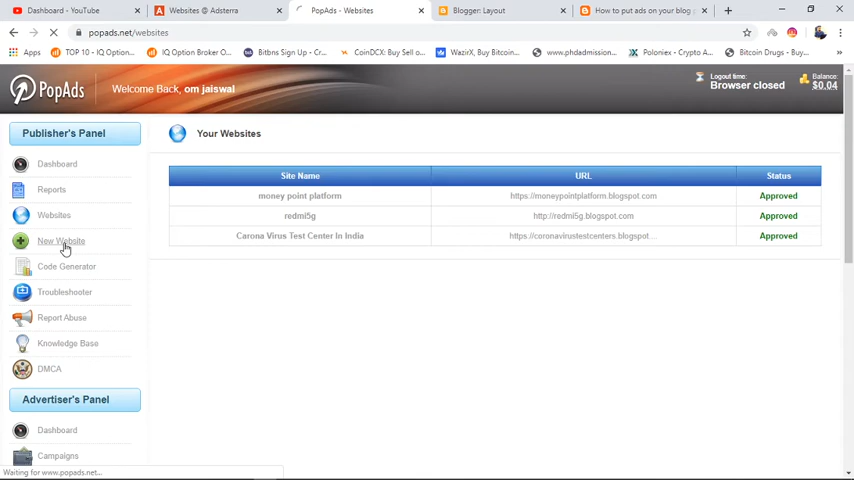 Dashboard - YouTube
Websites @ Adsterra
PopAds - Websites
Blogger: Layout
How to put ads on your blog
popads.net/websites
Apps
TOP 10 - IQ Option...
IQ Option Broker O...
Bitbns Sign Up - Cr...
CoinDCX: Buy Sell o...
WazirX, Buy Bitcoin...
www.phdadmission...
Poloniex - Crypto A...
Bitcoin Drugs - Buy...
PopAds
Welcome Back, om jaiswal
Logout time:
Browser closed
Balance:
$0.04
Publisher's Panel
Dashboard
Reports
Websites
New Website
Code Generator
Troubleshooter
Report Abuse
Knowledge Base
DMCA
Advertiser's Panel
Dashboard
Campaigns
Your Websites
Site Name URL Status
money point platform https://moneypointplatform.blogspot.com Approved
redmi5g http://redmi5g.blogspot.com Approved
Carona Virus Test Center In India https://coronavirustestcenters.blogspot... Approved
Waiting for www.popads.net...